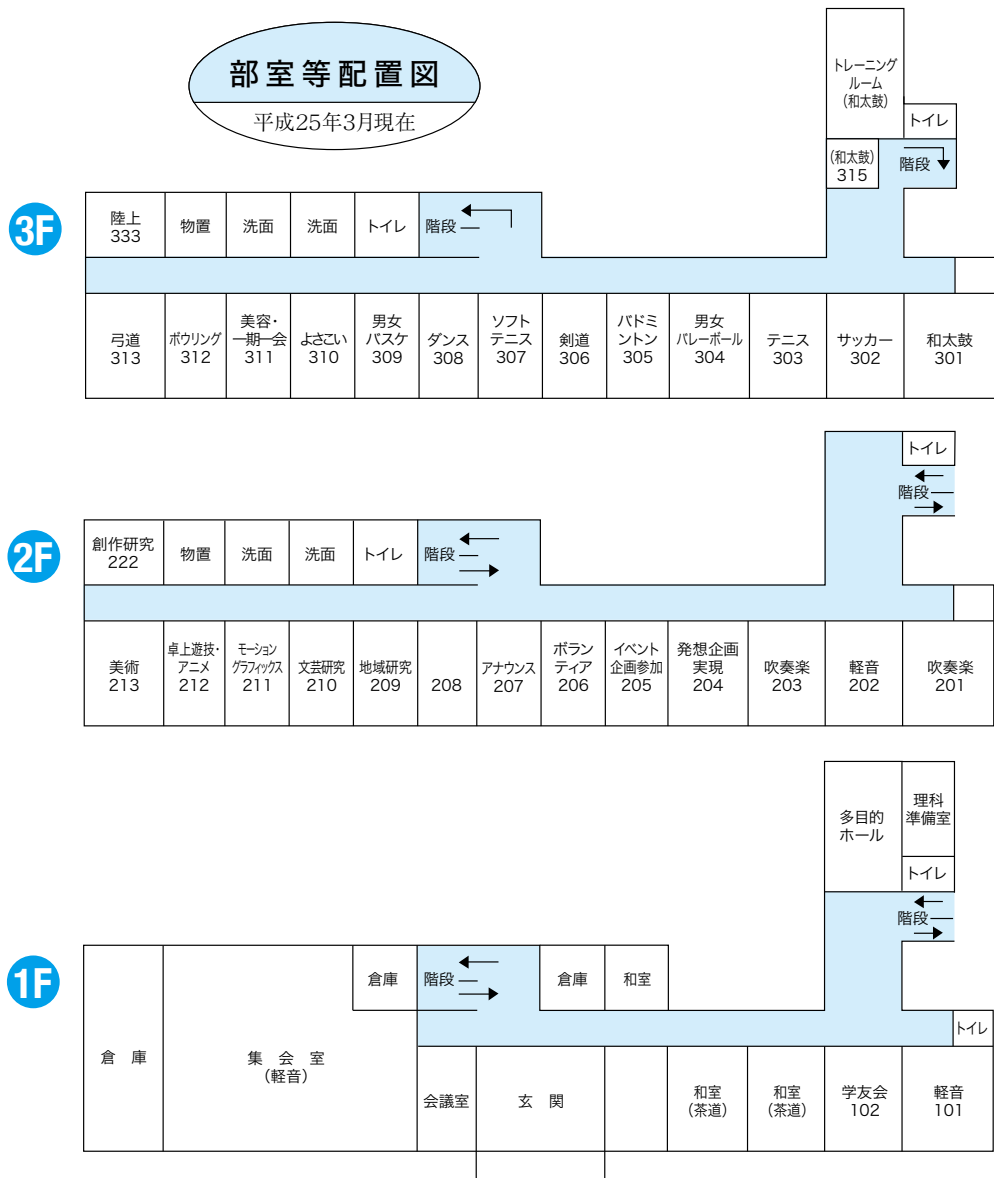 部室等配置図
平成25年3月現在
3F
トレーニング
ルーム
(和太鼓)
トイレ
(和太鼓)
315
階段
陸上
333
物置
洗面
洗面
トイレ
階段
弓道
313
ボウリング
312
美容・
一期一会
311
よさこい
310
男女
バスケ
309
ダンス
308
ソフト
テニス
307
剣道
306
バドミ
ントン
305
男女
バレーボール
304
テニス
303
サッカー
302
和太鼓
301
2F
トイレ
階段
創作研究
222
物置
洗面
洗面
トイレ
階段
美術
213
卓上遊技・
アニメ
212
モーション
グラフィックス
211
文芸研究
210
地域研究
209
208
アナウンス
207
ボラン
ティア
206
イベント
企画参加
205
発想企画
実現
204
吹奏楽
203
軽音
202
吹奏楽
201
1F
多目的
ホール
理科
準備室
トイレ
階段
倉庫
集会室
(軽音)
倉庫
階段
倉庫
和室
トイレ
会議室
玄関
和室
(茶道)
和室
(茶道)
学友会
102
軽音
101